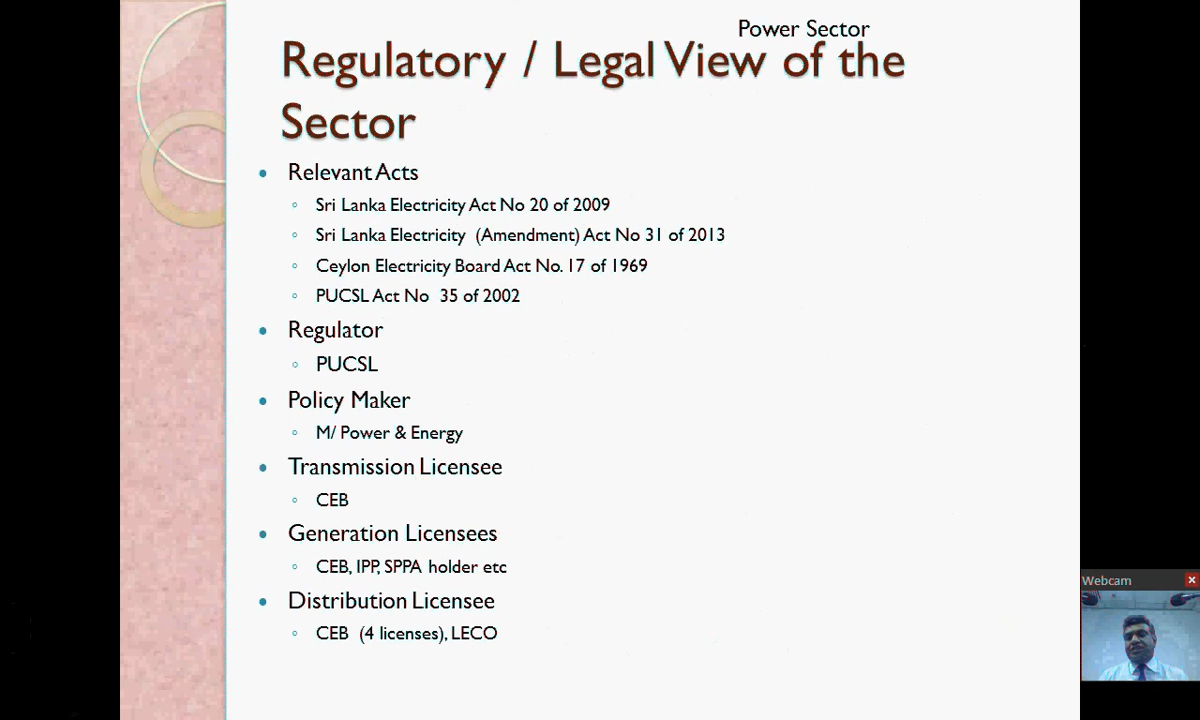 Power Sector
Regulatory / Legal View of the
Sector
Relevant Acts
Sri Lanka Electricity Act No 20 of 2009
Sri Lanka Electricity (Amendment) Act No 31 of 2013
Ceylon Electricity Board Act No. 17 of 1969
PUCSL Act No 35 of 2002
Regulator
PUCSL
Policy Maker
M/ Power & Energy
Transmission Licensee
CEB
Generation Licensees
CEB, IPP, SPPA holder etc
Distribution Licensee
CEB (4 licenses), LECO
Webcam